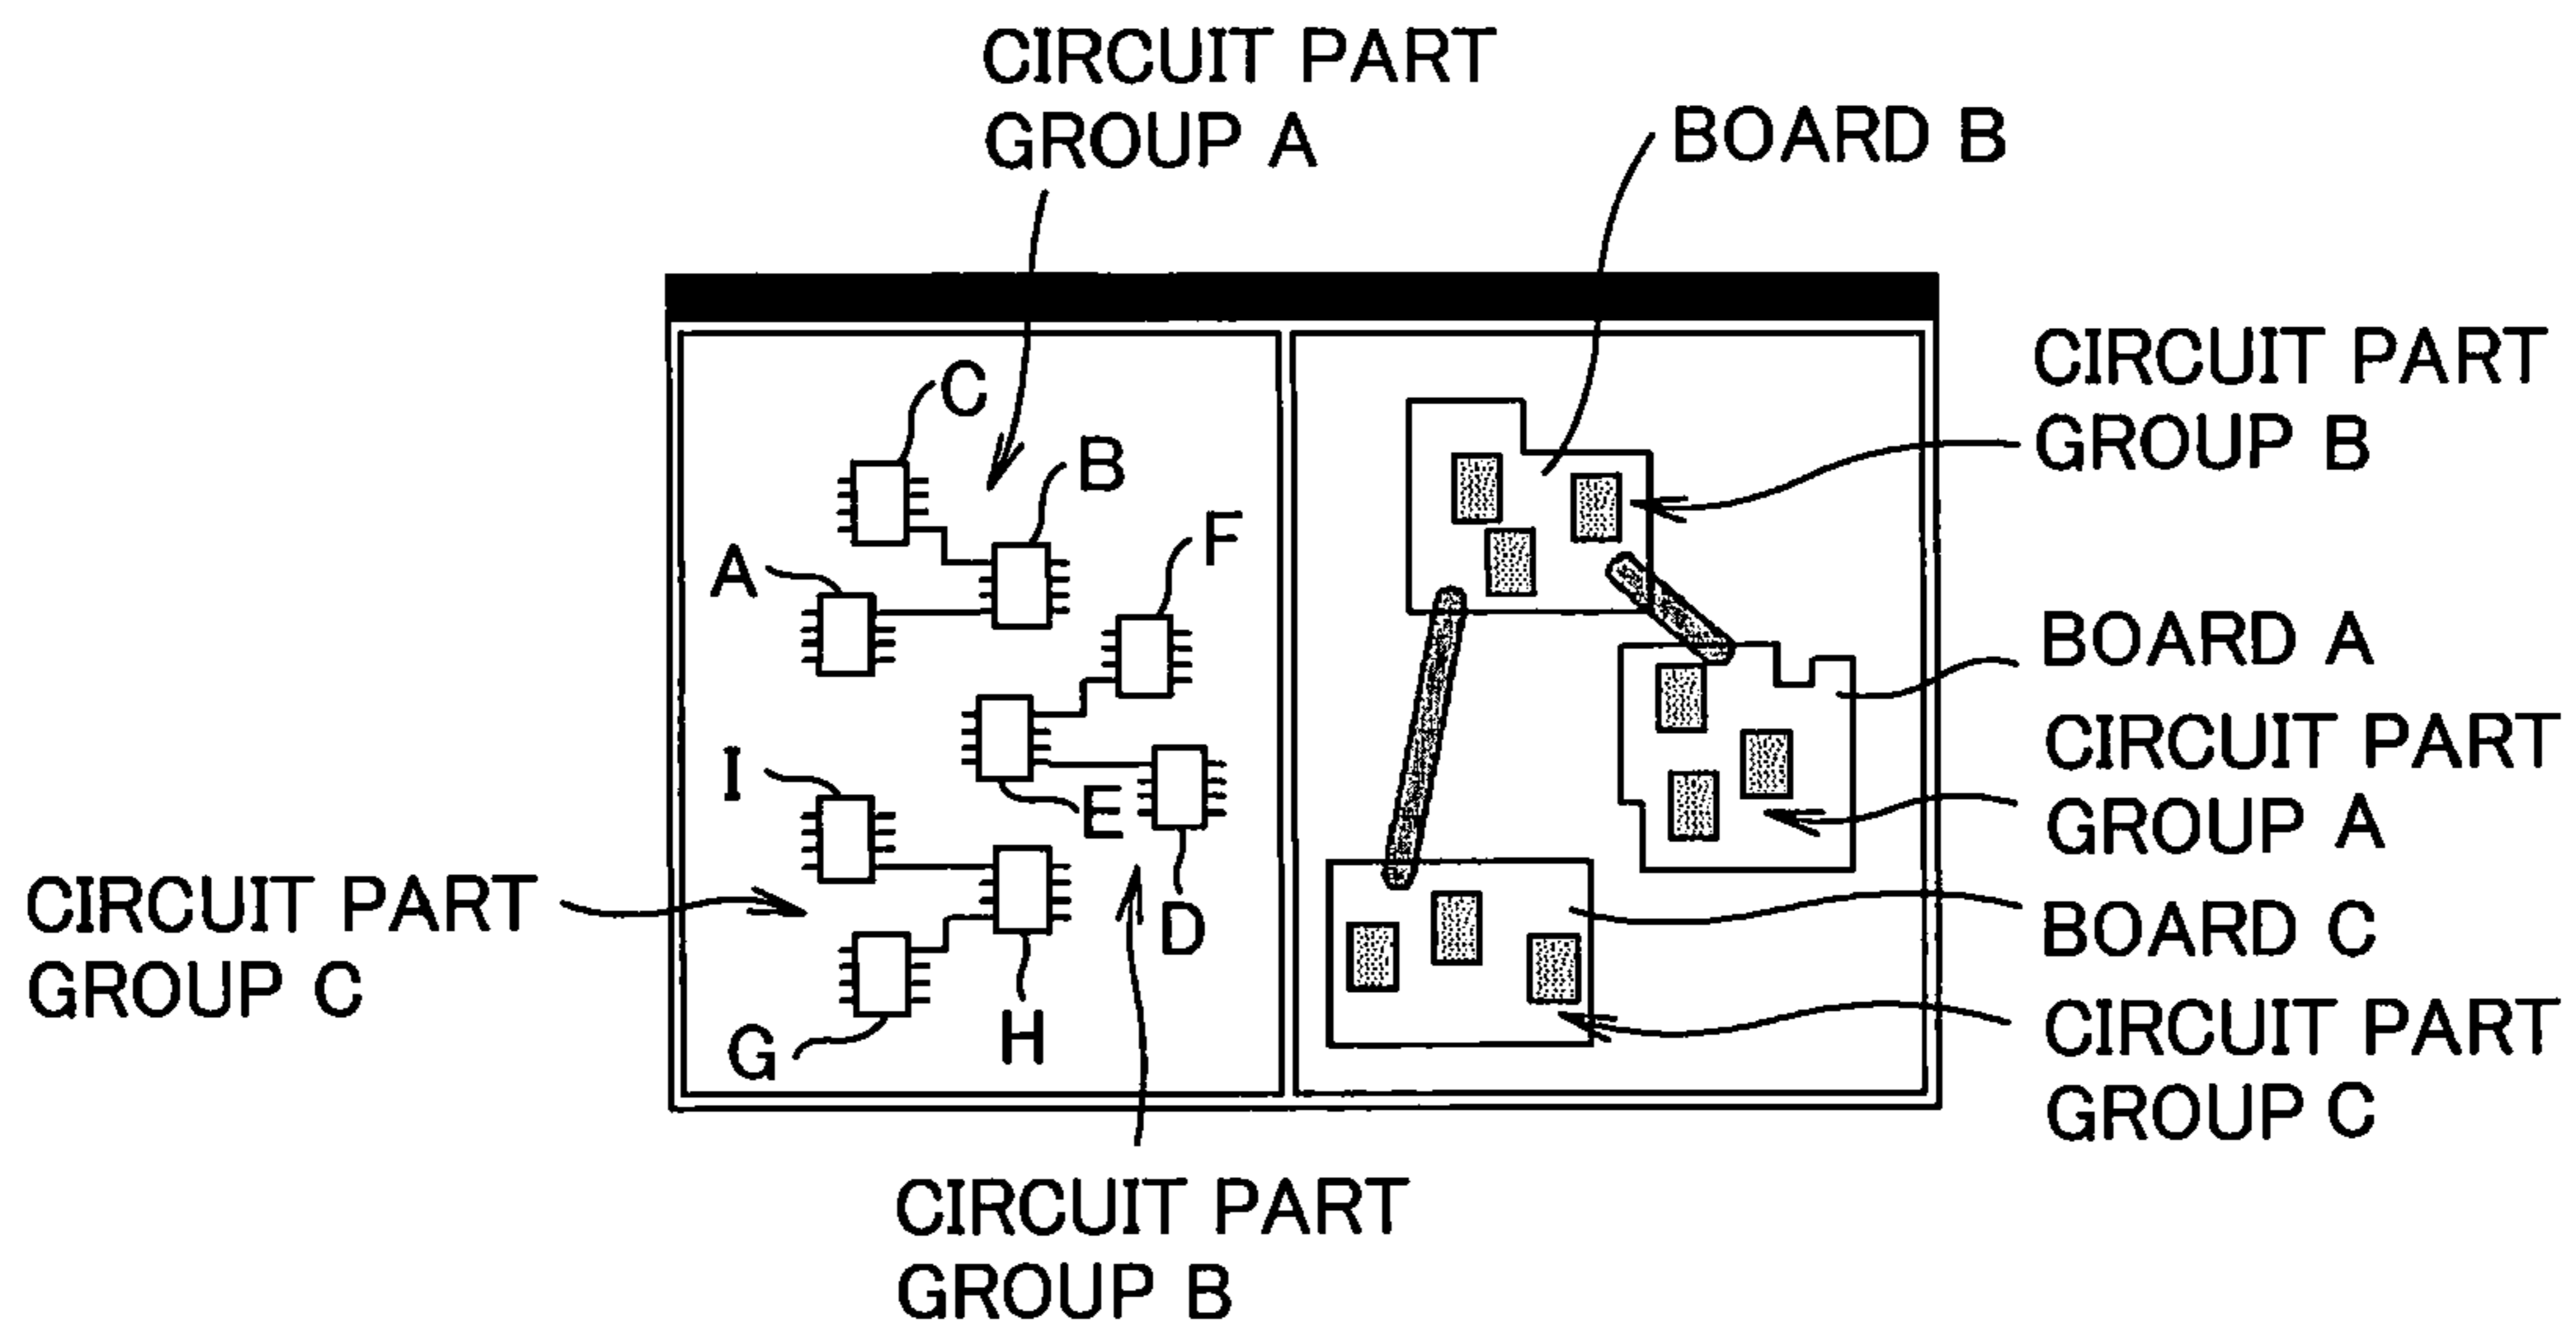 CIRCUIT PART
GROUP A
BOARD B
CIRCUIT PART
GROUP B
C
B
A
F
BOARD A
CIRCUIT PART
GROUP A
I
E
D
CIRCUIT PART
GROUP C
BOARD C
H
G
CIRCUIT PART
GROUP C
CIRCUIT PART
GROUP B